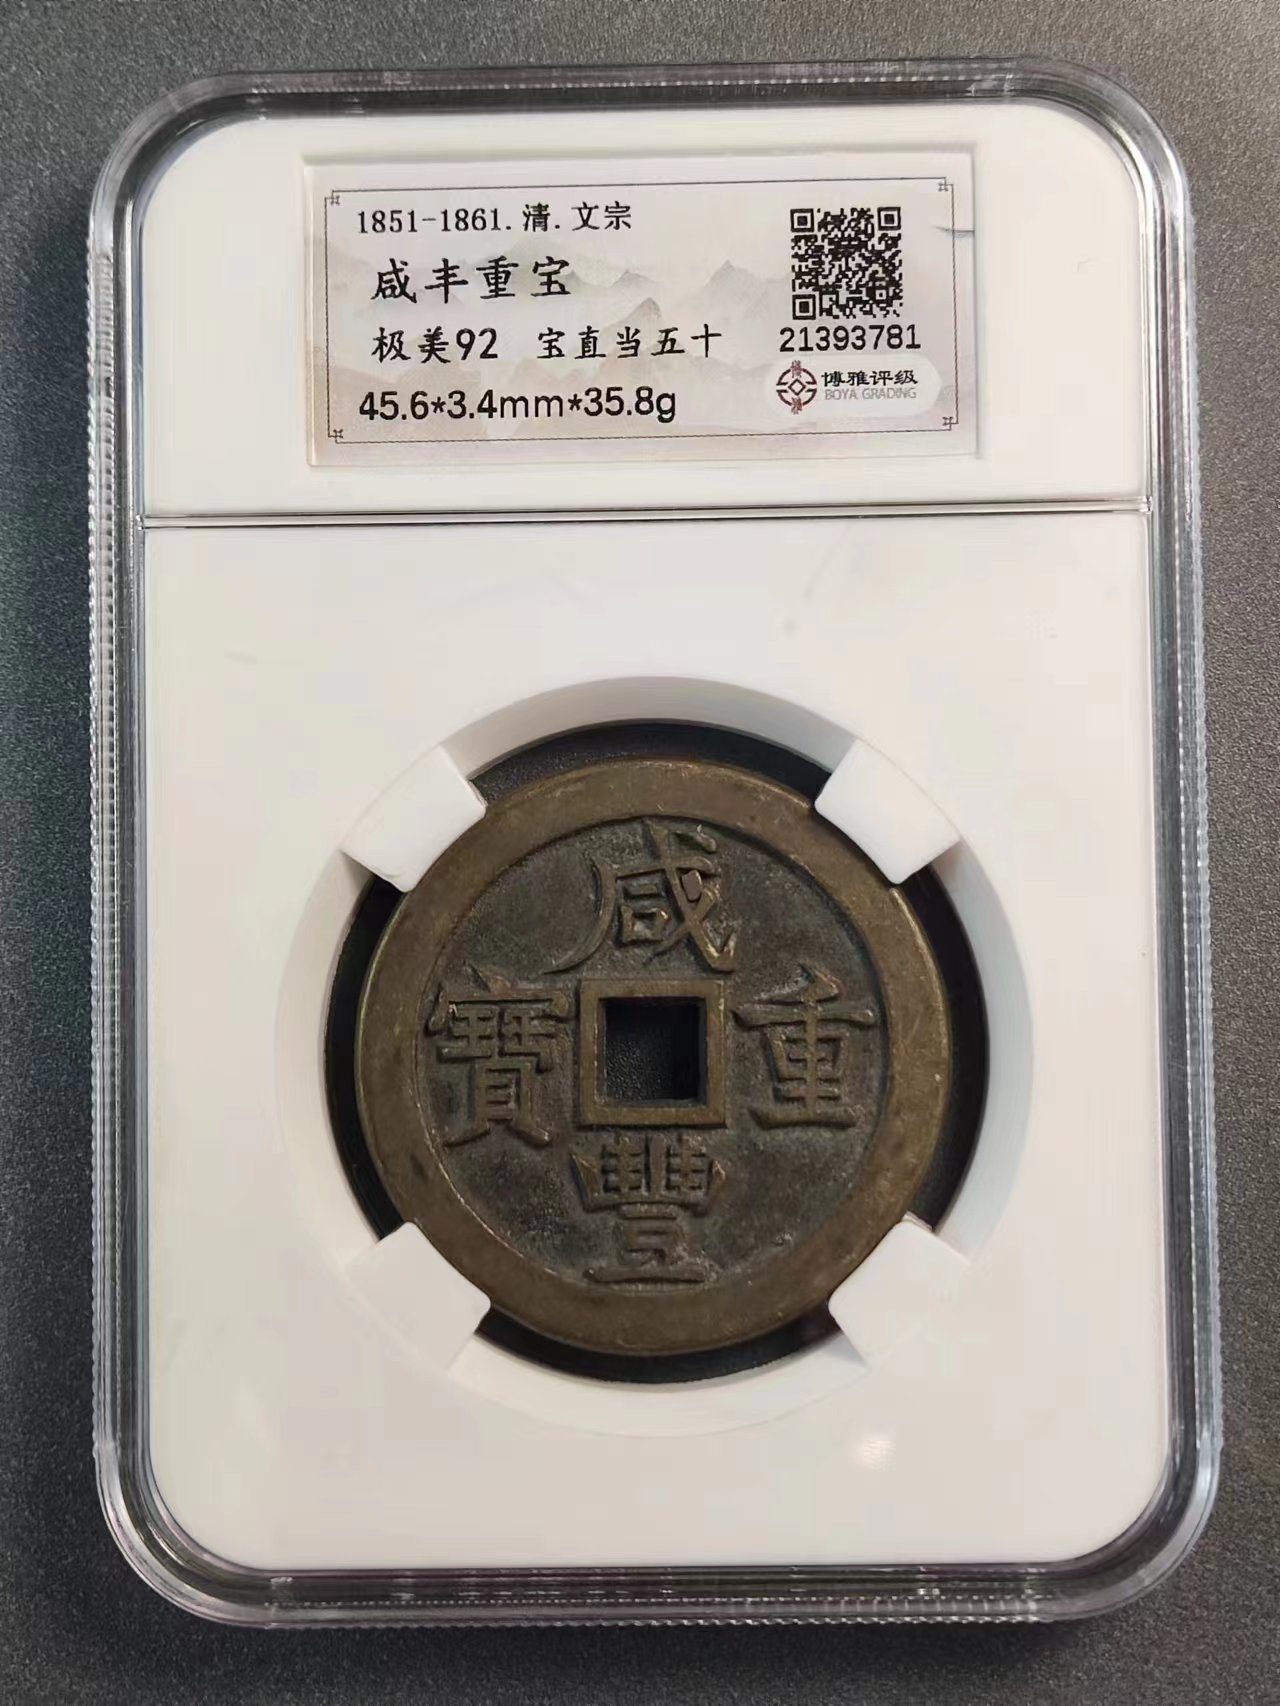 1851-1861.清.文宗
咸丰重宝
极美92 宝直当五十
21393781
45.6*3.4mm*35.8g
博雅评级
BOYA GRADING
咸
寶 重
豐